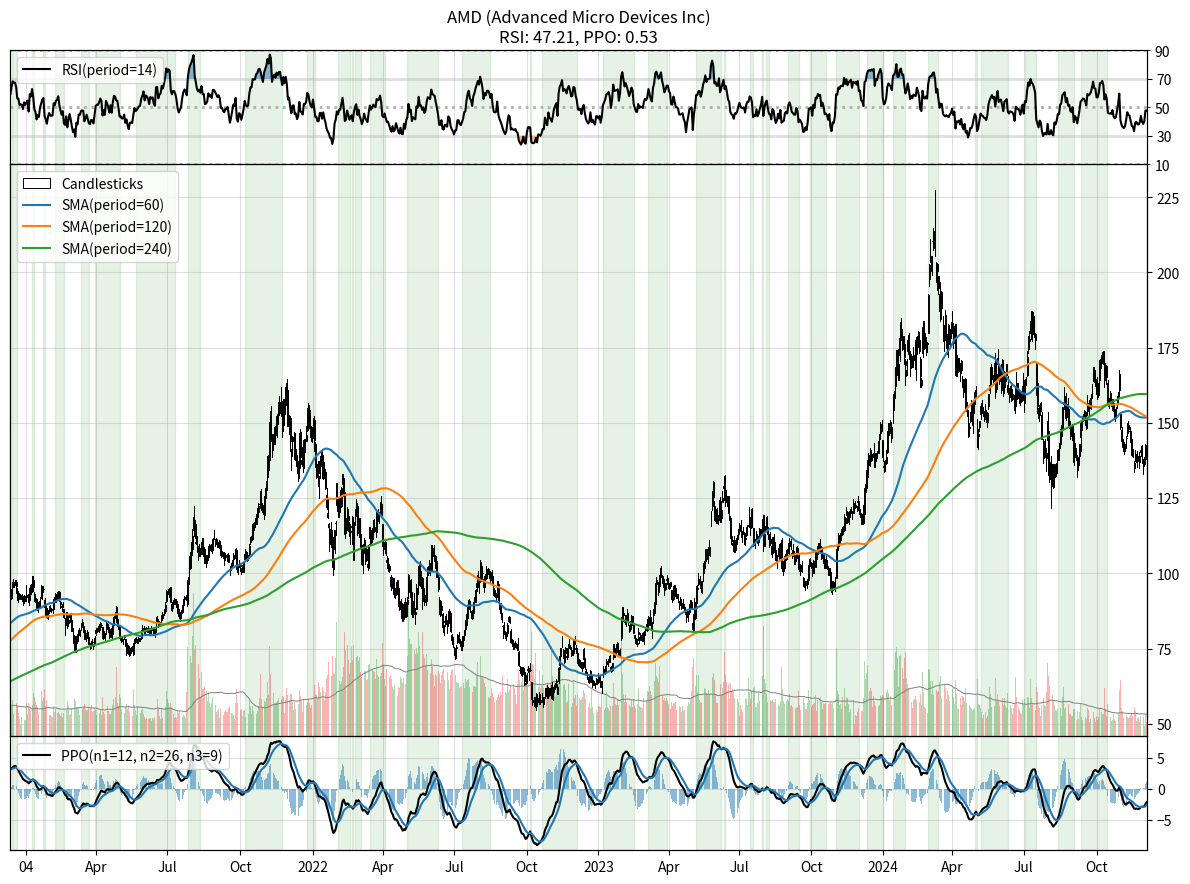 AMD (Advanced Micro Devices Inc)
RSI: 47.21, PPO: 0.53
RSI(period=14)
90
70
50
30
10
Candlesticks
SMA(period=60)
SMA(period=120)
SMA(period=240)
225
200
175
150
125
100
75
50
PPO(n1=12, n2=26, n3=9)
5
0
−5
04 Apr Jul Oct 2022 Apr Jul Oct 2023 Apr Jul Oct 2024 Apr Jul Oct